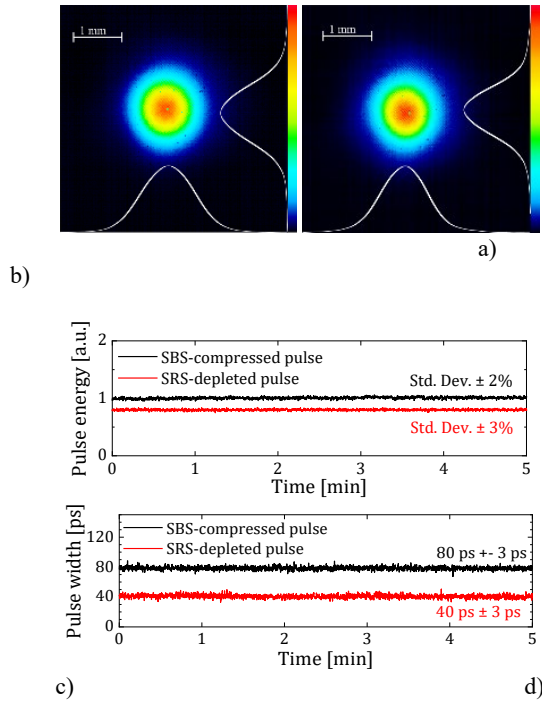 1 mm
1 mm
a)
b)
2
1
0
Pulse energy [a.u.]
SBS-compressed pulse
SRS-depleted pulse
Std. Dev. ± 2%
Std. Dev. ± 3%
0 1 2 3 4 5
Time [min]
120
80
40
0
Pulse width [ps]
SBS-compressed pulse
SRS-depleted pulse
80 ps +- 3 ps
40 ps ± 3 ps
0 1 2 3 4 5
Time [min]
c) d)